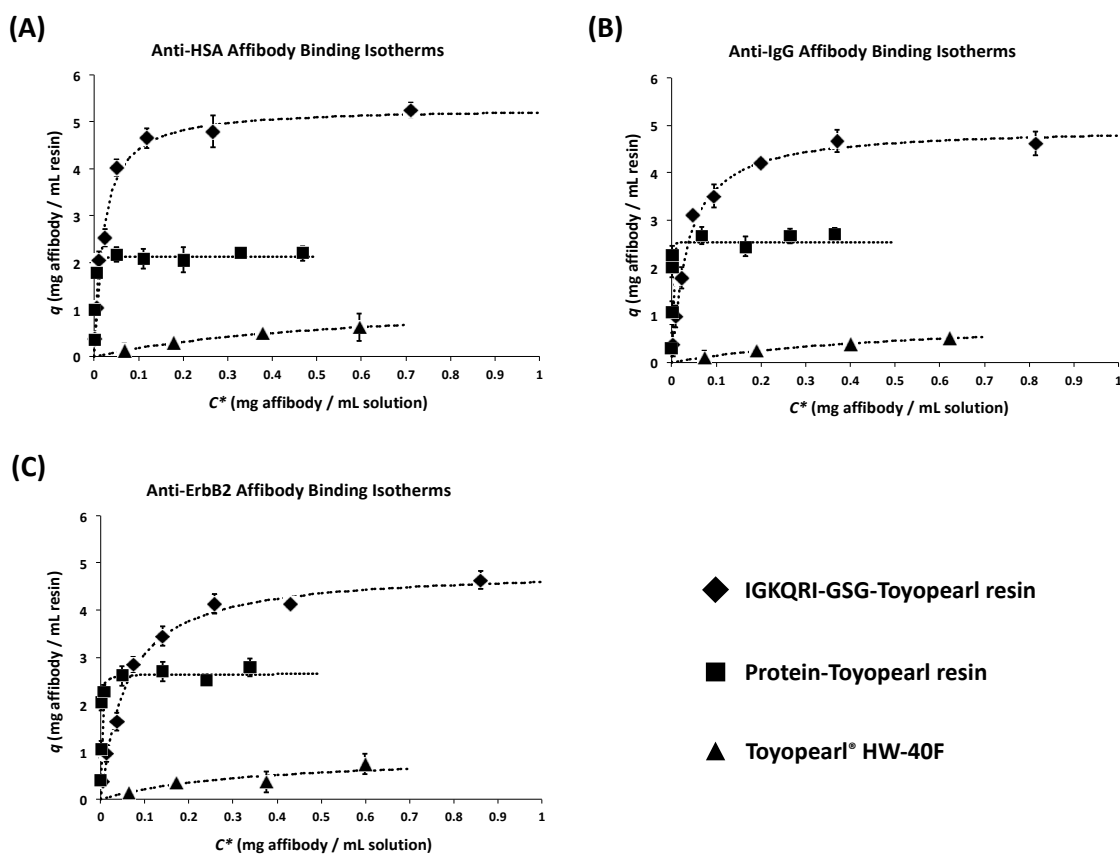 (A)
Anti-HSA Affibody Binding Isotherms
6
5
4
3
2
1
0
q (mg affibody / mL resin)
0 0.1 0.2 0.3 0.4 0.5 0.6 0.7 0.8 0.9 1
C* (mg affibody / mL solution)
(B)
Anti-IgG Affibody Binding Isotherms
6
5
4
3
2
1
0
q (mg affibody / mL resin)
0 0.1 0.2 0.3 0.4 0.5 0.6 0.7 0.8 0.9 1
C* (mg affibody / mL solution)
(C)
Anti-ErbB2 Affibody Binding Isotherms
6
5
4
3
2
1
0
q (mg affibody / mL resin)
0 0.1 0.2 0.3 0.4 0.5 0.6 0.7 0.8 0.9 1
C* (mg affibody / mL solution)
IGKQRI-GSG-Toyopearl resin
Protein-Toyopearl resin
Toyopearl® HW-40F